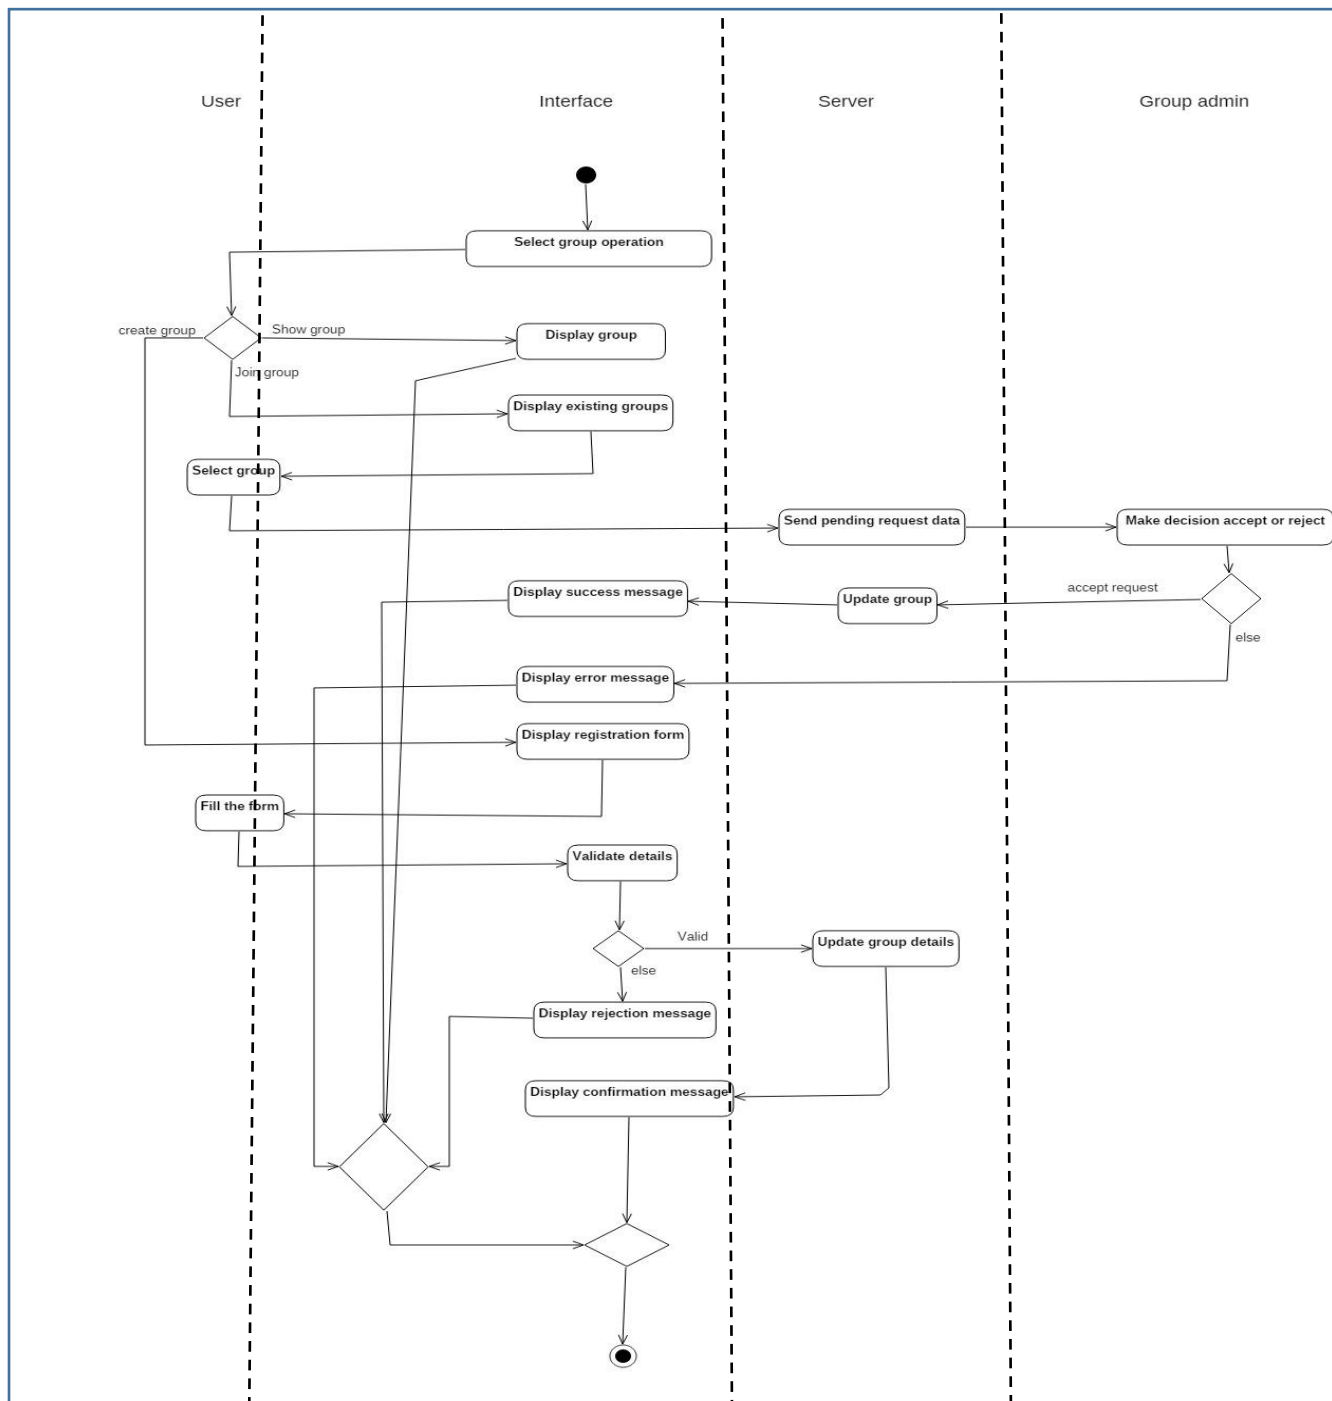 User
Interface
Server
Group admin
Select group operation
create group
Show group
Display group
Join group
Display existing groups
Select group
Send pending request data
Make decision accept or reject
Display success message
Update group
accept request
else
Display error message
Display registration form
Fill the form
Validate details
Valid
Update group details
else
Display rejection message
Display confirmation message